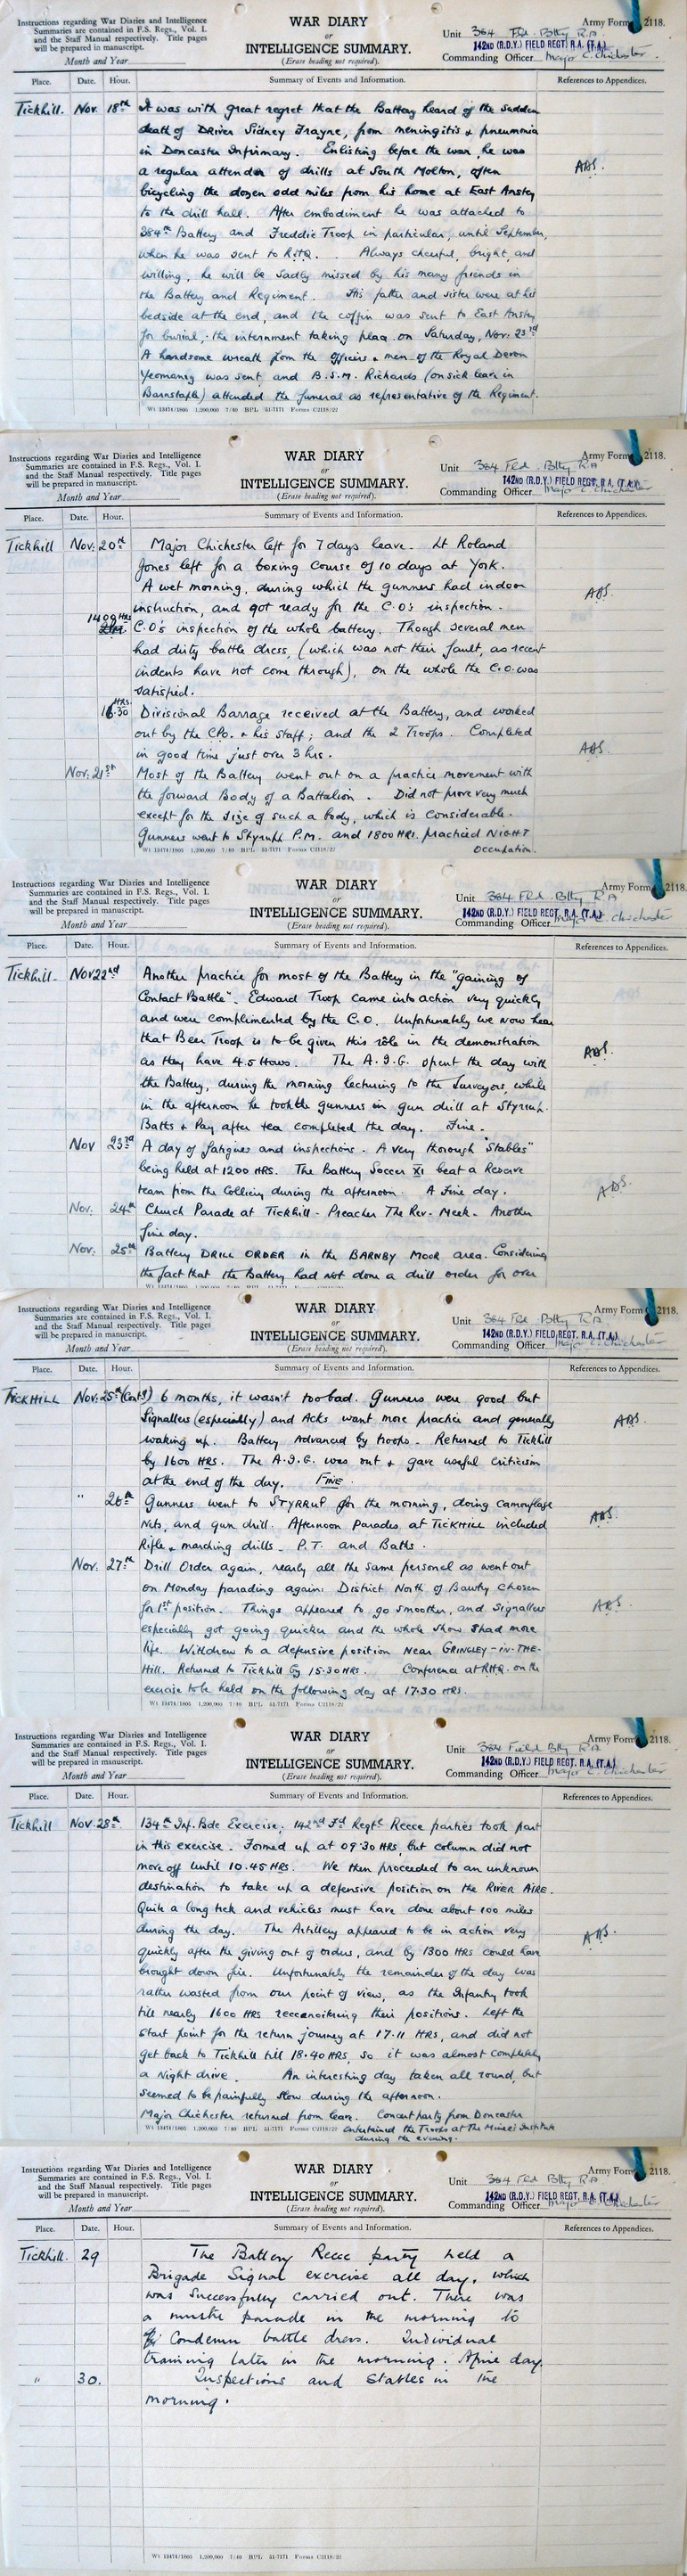 Instructions regarding War Diaries and Intelligence
Summaries are contained in F.S. Regs., Vol. I.
and the Staff Manual respectively. Title pages
will be prepared in manuscript.
Month and Year
WAR DIARY
or
INTELLIGENCE SUMMARY.
(Erase heading not required).
Army Form 2118.
Unit 384 Fld. Btty R.A
142ND (R.D.Y.) FIELD REGT. R.A. (T.A.)
Commanding Officer Major C. Chichester
Place. Date. Hour. Summary of Events and Information. References to Appendices.
Tickhill. Nov. 18th It was with great regret that the Battery heard of the sudden
death of DRIVER Sidney Frayne, from meningitis & pneumonia
in Doncaster Infirmary. Enlisting before the war, he was
a regular attender of drills at South Molton, often
bicycling the dozen odd miles from his home at East Anstey
to the drill hall. After embodiment he was attached to
384th Battery and Freddie Troop in particular, until September,
when he was sent to R.H.Q. Always cheerful, bright, and
willing, he will be sadly missed by his many friends in
the Battery and Regiment. His father and sister were at his
bedside at the end, and the coffin was sent to East Anstey
for burial, the internment taking place on Saturday, Nov: 23rd
A handsome wreath from the officers & men of the Royal Devon
Yeomanry was sent, and B.S.M. Richards (on sick leave in
Barnstaple) attended the funeral as representative of the Regiment.
Wt 13474/1805 1,200,000 7/40 BPL 51-7171 Forms C2118/22
Instructions regarding War Diaries and Intelligence
Summaries are contained in F.S. Regs., Vol. I.
and the Staff Manual respectively. Title pages
will be prepared in manuscript.
Month and Year
WAR DIARY
or
INTELLIGENCE SUMMARY.
(Erase heading not required).
Army Form 2118.
Unit 384 Fld. Btty R.A
142ND (R.D.Y.) FIELD REGT. R.A. (T.A.)
Commanding Officer Major C. Chichester
Place. Date. Hour. Summary of Events and Information. References to Appendices.
Tickhill Nov: 20th Major Chichester left for 7 days leave. Lt Roland
Jones left for a boxing course of 10 days at York.
A wet morning, during which the gunners had indoor
instruction, and got ready for the C.O's inspection.
1400 HRS C.O's inspection of the whole battery. Though several men
had dirty battle dress, (which was not their fault, as recent
indents have not come through), on the whole the C.O. was
satisfied.
16.30 HRS Divisional Barrage received at the Battery, and worked
out by the CPO. & his staff; and the 2 Troops. Completed
in good time just over 3 hrs.
Nov: 21st Most of the Battery went out on a practice movement with
the forward Body of a Battalion. Did not prove very much
except for the size of such a body, which is considerable.
Gunners went to Styrrup P.M. and 1800 HRS. practiced NIGHT
Occupation.
Wt 13474/1805 1,200,000 7/40 BPL 51-7171 Forms C2118/22
Instructions regarding War Diaries and Intelligence
Summaries are contained in F.S. Regs., Vol. I.
and the Staff Manual respectively. Title pages
will be prepared in manuscript.
Month and Year
WAR DIARY
or
INTELLIGENCE SUMMARY.
(Erase heading not required).
Army Form 2118.
Unit 384 Fld Btty R.A
142ND (R.D.Y.) FIELD REGT. R.A. (T.A.)
Commanding Officer Major C. Chichester
Place. Date. Hour. Summary of Events and Information. References to Appendices.
Tickhill. Nov 22nd Another practice for most of the Battery in the "gaining of
Contact Battle". Edward Troop came into action very quickly
and were complimented by the C.O. Unfortunately we now hear
that Beer Troop is to be given this rôle in the demonstration
as they have 4.5 Hows. The A.I.G. spent the day with
the Battery, during the morning lecturing to the Surveyors, while
in the afternoon he took the gunners in gun drill at Styrrup.
Baths & Pay after tea completed the day. Fine.
Nov 23rd A day of fatigues and inspections. A very thorough "Stables"
being held at 1200 HRS. The Battery Soccer XI beat a Reserve
team from the Colliery during the afternoon. A Fine day.
Nov. 24th Church Parade at Tickhill - Preacher The Rev. Meek. Another
fine day.
Nov. 25th Battery DRILL ORDER in the BARNBY MOOR area. Considering
the fact that the Battery had not done a drill order for over
Instructions regarding War Diaries and Intelligence
Summaries are contained in F.S. Regs., Vol. I.
and the Staff Manual respectively. Title pages
will be prepared in manuscript.
Month and Year
WAR DIARY
or
INTELLIGENCE SUMMARY.
(Erase heading not required).
Army Form 2118.
Unit 384 Fld Btty R.A
142ND (R.D.Y.) FIELD REGT. R.A. (T.A.)
Commanding Officer Major C. Chichester
Place. Date. Hour. Summary of Events and Information. References to Appendices.
TICKHILL Nov: 25th (Cont'd) 6 months, it wasn't too bad. Gunners were good but
Signallers (especially) and Acks want more practice and generally
waking up. Battery Advanced by troops. Returned to Tickhill
by 1600 HRS. The A.I.G. was out & gave useful criticism
at the end of the day. FINE.
" 26th Gunners went to STYRRUP for the morning, doing camouflage
Nets, and gun drill. Afternoon Parades at TICKHILL included
Rifle & marching drills - P.T. and Baths.
Nov. 27th Drill Order again, nearly all the same personel as went out
on Monday parading again. District North of Bawtry chosen
for 1st position. Things appeared to go smoother, and Signallers
especially got going quicker and the whole show had more
life. Withdrew to a defensive position Near GRINGLEY-IN-THE-
Hill. Returned to Tickhill by 15.30 HRS. Conference at RHQ. on the
exercise to be held on the following day at 17.30 HRS.
Wt 13474/1805 1,200,000 7/40 BPL 51-7171 Forms C2118/22
Instructions regarding War Diaries and Intelligence
Summaries are contained in F.S. Regs., Vol. I.
and the Staff Manual respectively. Title pages
will be prepared in manuscript.
Month and Year
WAR DIARY
or
INTELLIGENCE SUMMARY.
(Erase heading not required).
Army Form 2118.
Unit 384 Field Btty R.A
142ND (R.D.Y.) FIELD REGT. R.A. (T.A.)
Commanding Officer Major C. Chichester
Place. Date. Hour. Summary of Events and Information. References to Appendices.
Tickhill Nov. 28th. 134th Inf. Bde Exercise. 142nd Fd Regts Recce parties took part
in this exercise. Formed up at 09.30 HRS, but column did not
move off until 10.45 HRS. We then proceeded to an unknown
destination to take up a defensive position on the RIVER AIRE.
Quite a long trek and vehicles must have done about 100 miles
during the day. The Artillery appeared to be in action very
quickly after the giving out of orders, and by 1300 HRS could have
brought down fire. Unfortunately the remainder of the day was
rather wasted from our point of view, as the Infantry took
till nearly 1600 HRS reccenoitring their positions. Left the
start point for the return journey at 17.11 HRS, and did not
get back to Tickhill till 18.40 HRS, so it was almost completely
a Night drive. An interesting day taken all round, but
seemed to be painfully slow during the afternoon.
Major Chichester returned from leave. Concert party from Doncaster
entertained the Troops at The Miners Institute
during the evening.
Wt 13474/1805 1,200,000 7/40 BPL 51-7171 Forms C2118/22
Instructions regarding War Diaries and Intelligence
Summaries are contained in F.S. Regs., Vol. I.
and the Staff Manual respectively. Title pages
will be prepared in manuscript.
Month and Year
WAR DIARY
or
INTELLIGENCE SUMMARY.
(Erase heading not required).
Army Form 2118.
Unit 384 Fld Btty R.A
142ND (R.D.Y.) FIELD REGT. R.A. (T.A.)
Commanding Officer Major C. Chichester
Place. Date. Hour. Summary of Events and Information. References to Appendices.
Tickhill. 29 The Battery Recce party held a
Brigade Signal exercise all day, which
was successfully carried out. There was
a muster parade in the morning to
Condemn battle dress. Individual
training later in the morning. A fine day.
" 30. Inspections and Stables in the
morning.
Wt 13474/1805 1,200,000 7/40 BPL 51-7171 Forms C2118/22